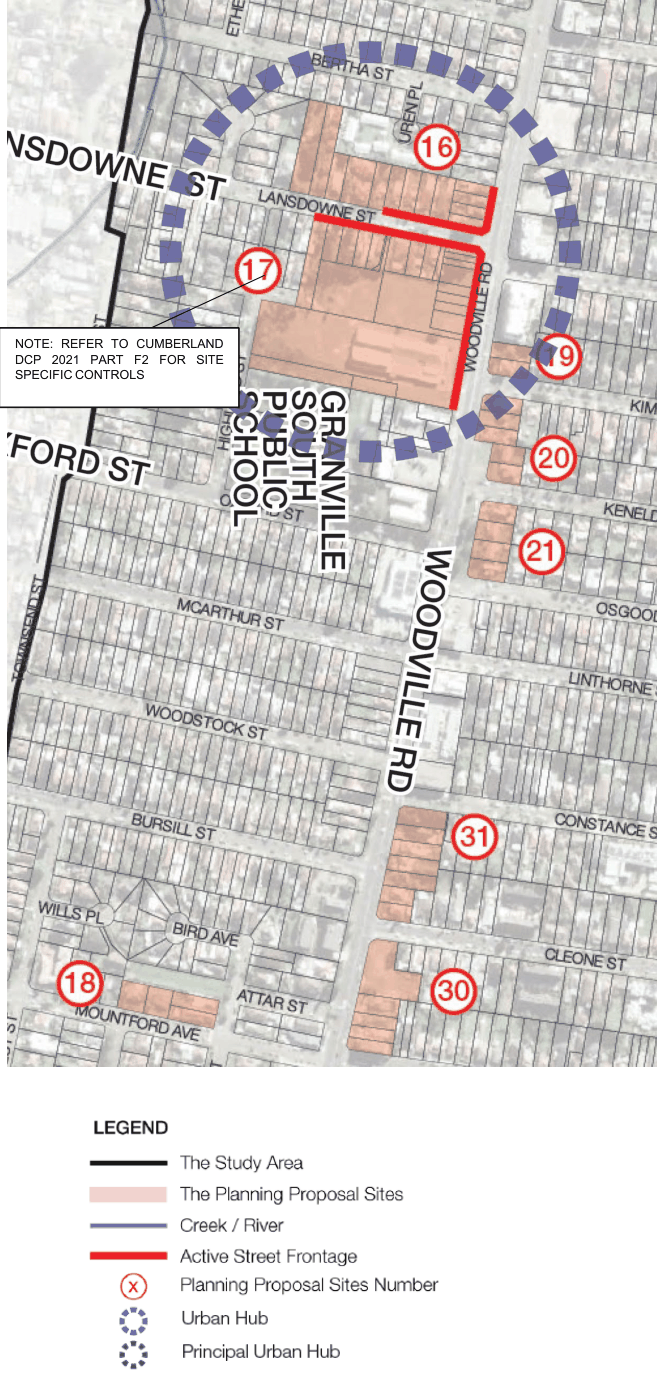 BERTHA ST
UREN PL
16
NSDOWNE ST
LANSDOWNE ST
17
WOODVILLE RD
NOTE: REFER TO CUMBERLAND
DCP 2021 PART F2 FOR SITE
SPECIFIC CONTROLS
19
KIM
GRANVILLE
SOUTH
PUBLIC
SCHOOL
20
ST
KENELD
21
WOODVILLE RD
OSGOOD
MCARTHUR ST
TOWNSEND ST
LINTHORNE
WOODSTOCK ST
BURSILL ST
31
CONSTANCE S
WILLS PL
BIRD AVE
CLEONE ST
18
30
ATTAR ST
MOUNTFORD AVE
LEGEND
The Study Area
The Planning Proposal Sites
Creek / River
Active Street Frontage
X Planning Proposal Sites Number
Urban Hub
Principal Urban Hub